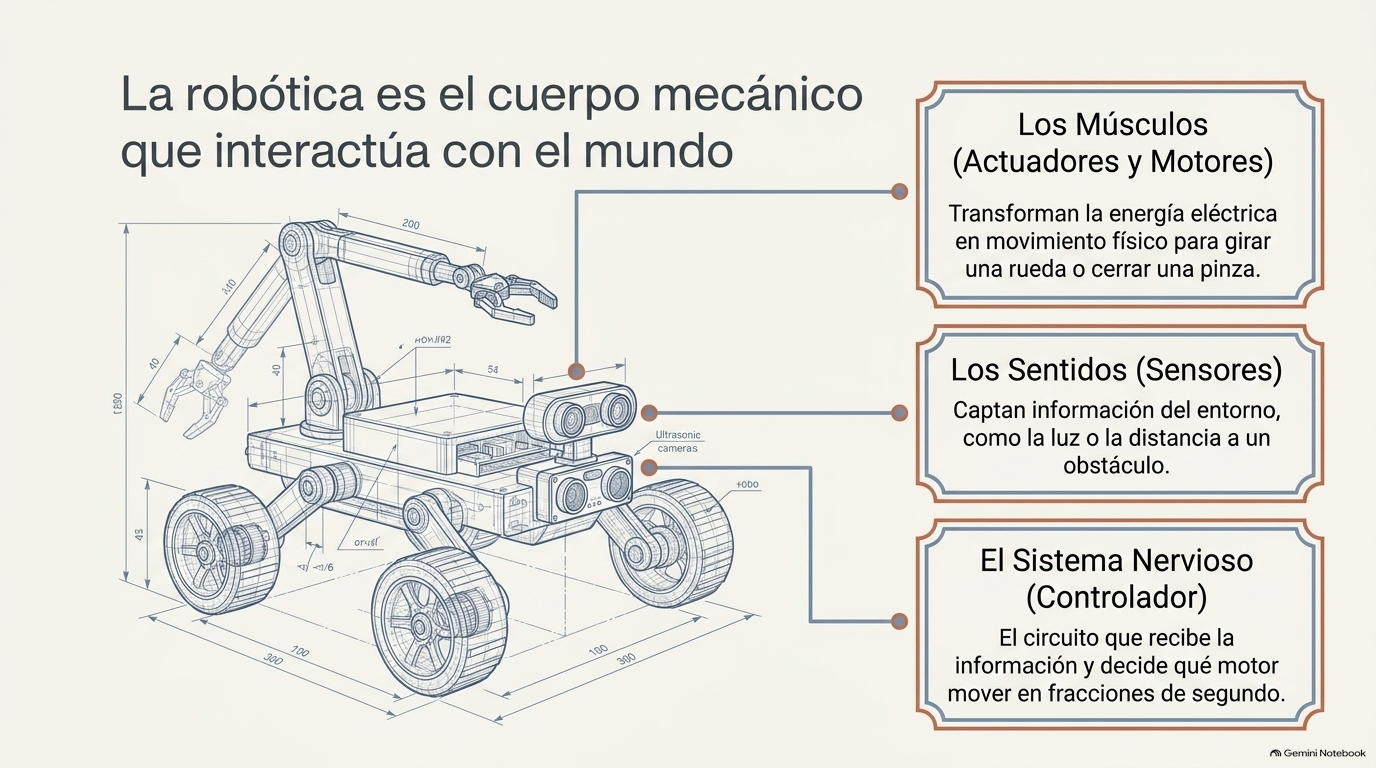 La robótica es el cuerpo mecánico
que interactúa con el mundo
Los Músculos
(Actuadores y Motores)
Transforman la energía eléctrica
en movimiento físico para girar
una rueda o cerrar una pinza.
Los Sentidos (Sensores)
Captan información del entorno,
como la luz o la distancia a un
obstáculo.
El Sistema Nervioso
(Controlador)
El circuito que recibe la
información y decide qué motor
mover en fracciones de segundo.
200
40
40
Ultrasonic
cameras
100
300
100
300
Gemini Notebook